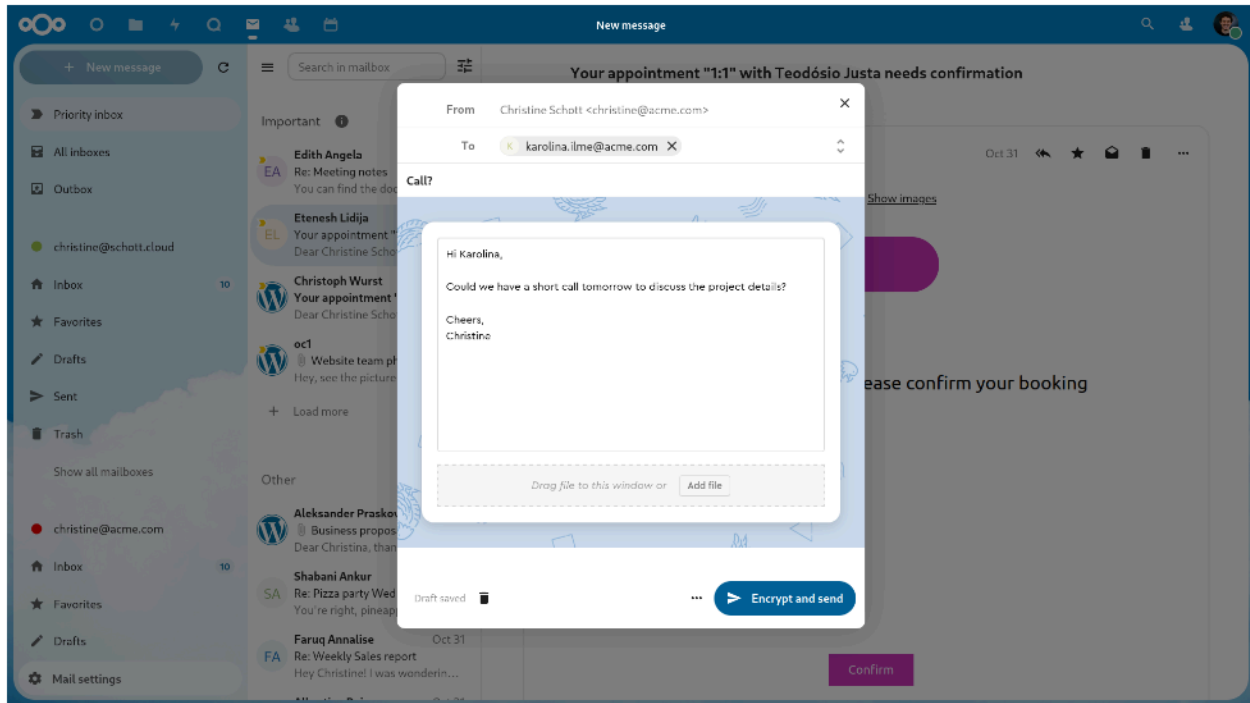 New message
+ New message
Search in mailbox
Your appointment "1:1" with Teodósio Justa needs confirmation
Priority inbox
All inboxes
Outbox
christine@schott.cloud
Inbox 10
Favorites
Drafts
Sent
Trash
Show all mailboxes
christine@acme.com
Inbox 10
Favorites
Drafts
Mail settings
Important
EA
Edith Angela
Re: Meeting notes
You can find the doc
EL
Etenesh Lidija
Your appointment "
Dear Christine Scho
Christoph Wurst
Your appointment "
Dear Christine Scho
oc1
Website team ph
Hey, see the picture
+ Load more
Other
Aleksander Praskov
Business propos
Dear Christina, than
SA
Shabani Ankur
Re: Pizza party Wed
You're right, pineap
FA
Faruq Annalise Oct 31
Re: Weekly Sales report
Hey Christine! I was wonderin...
From Christine Schott <christine@acme.com>
To K karolina.ilme@acme.com
Call?
Hi Karolina,
Could we have a short call tomorrow to discuss the project details?
Cheers,
Christine
Drag file to this window or Add file
Draft saved
Encrypt and send
Oct 31
Show images
ease confirm your booking
Confirm